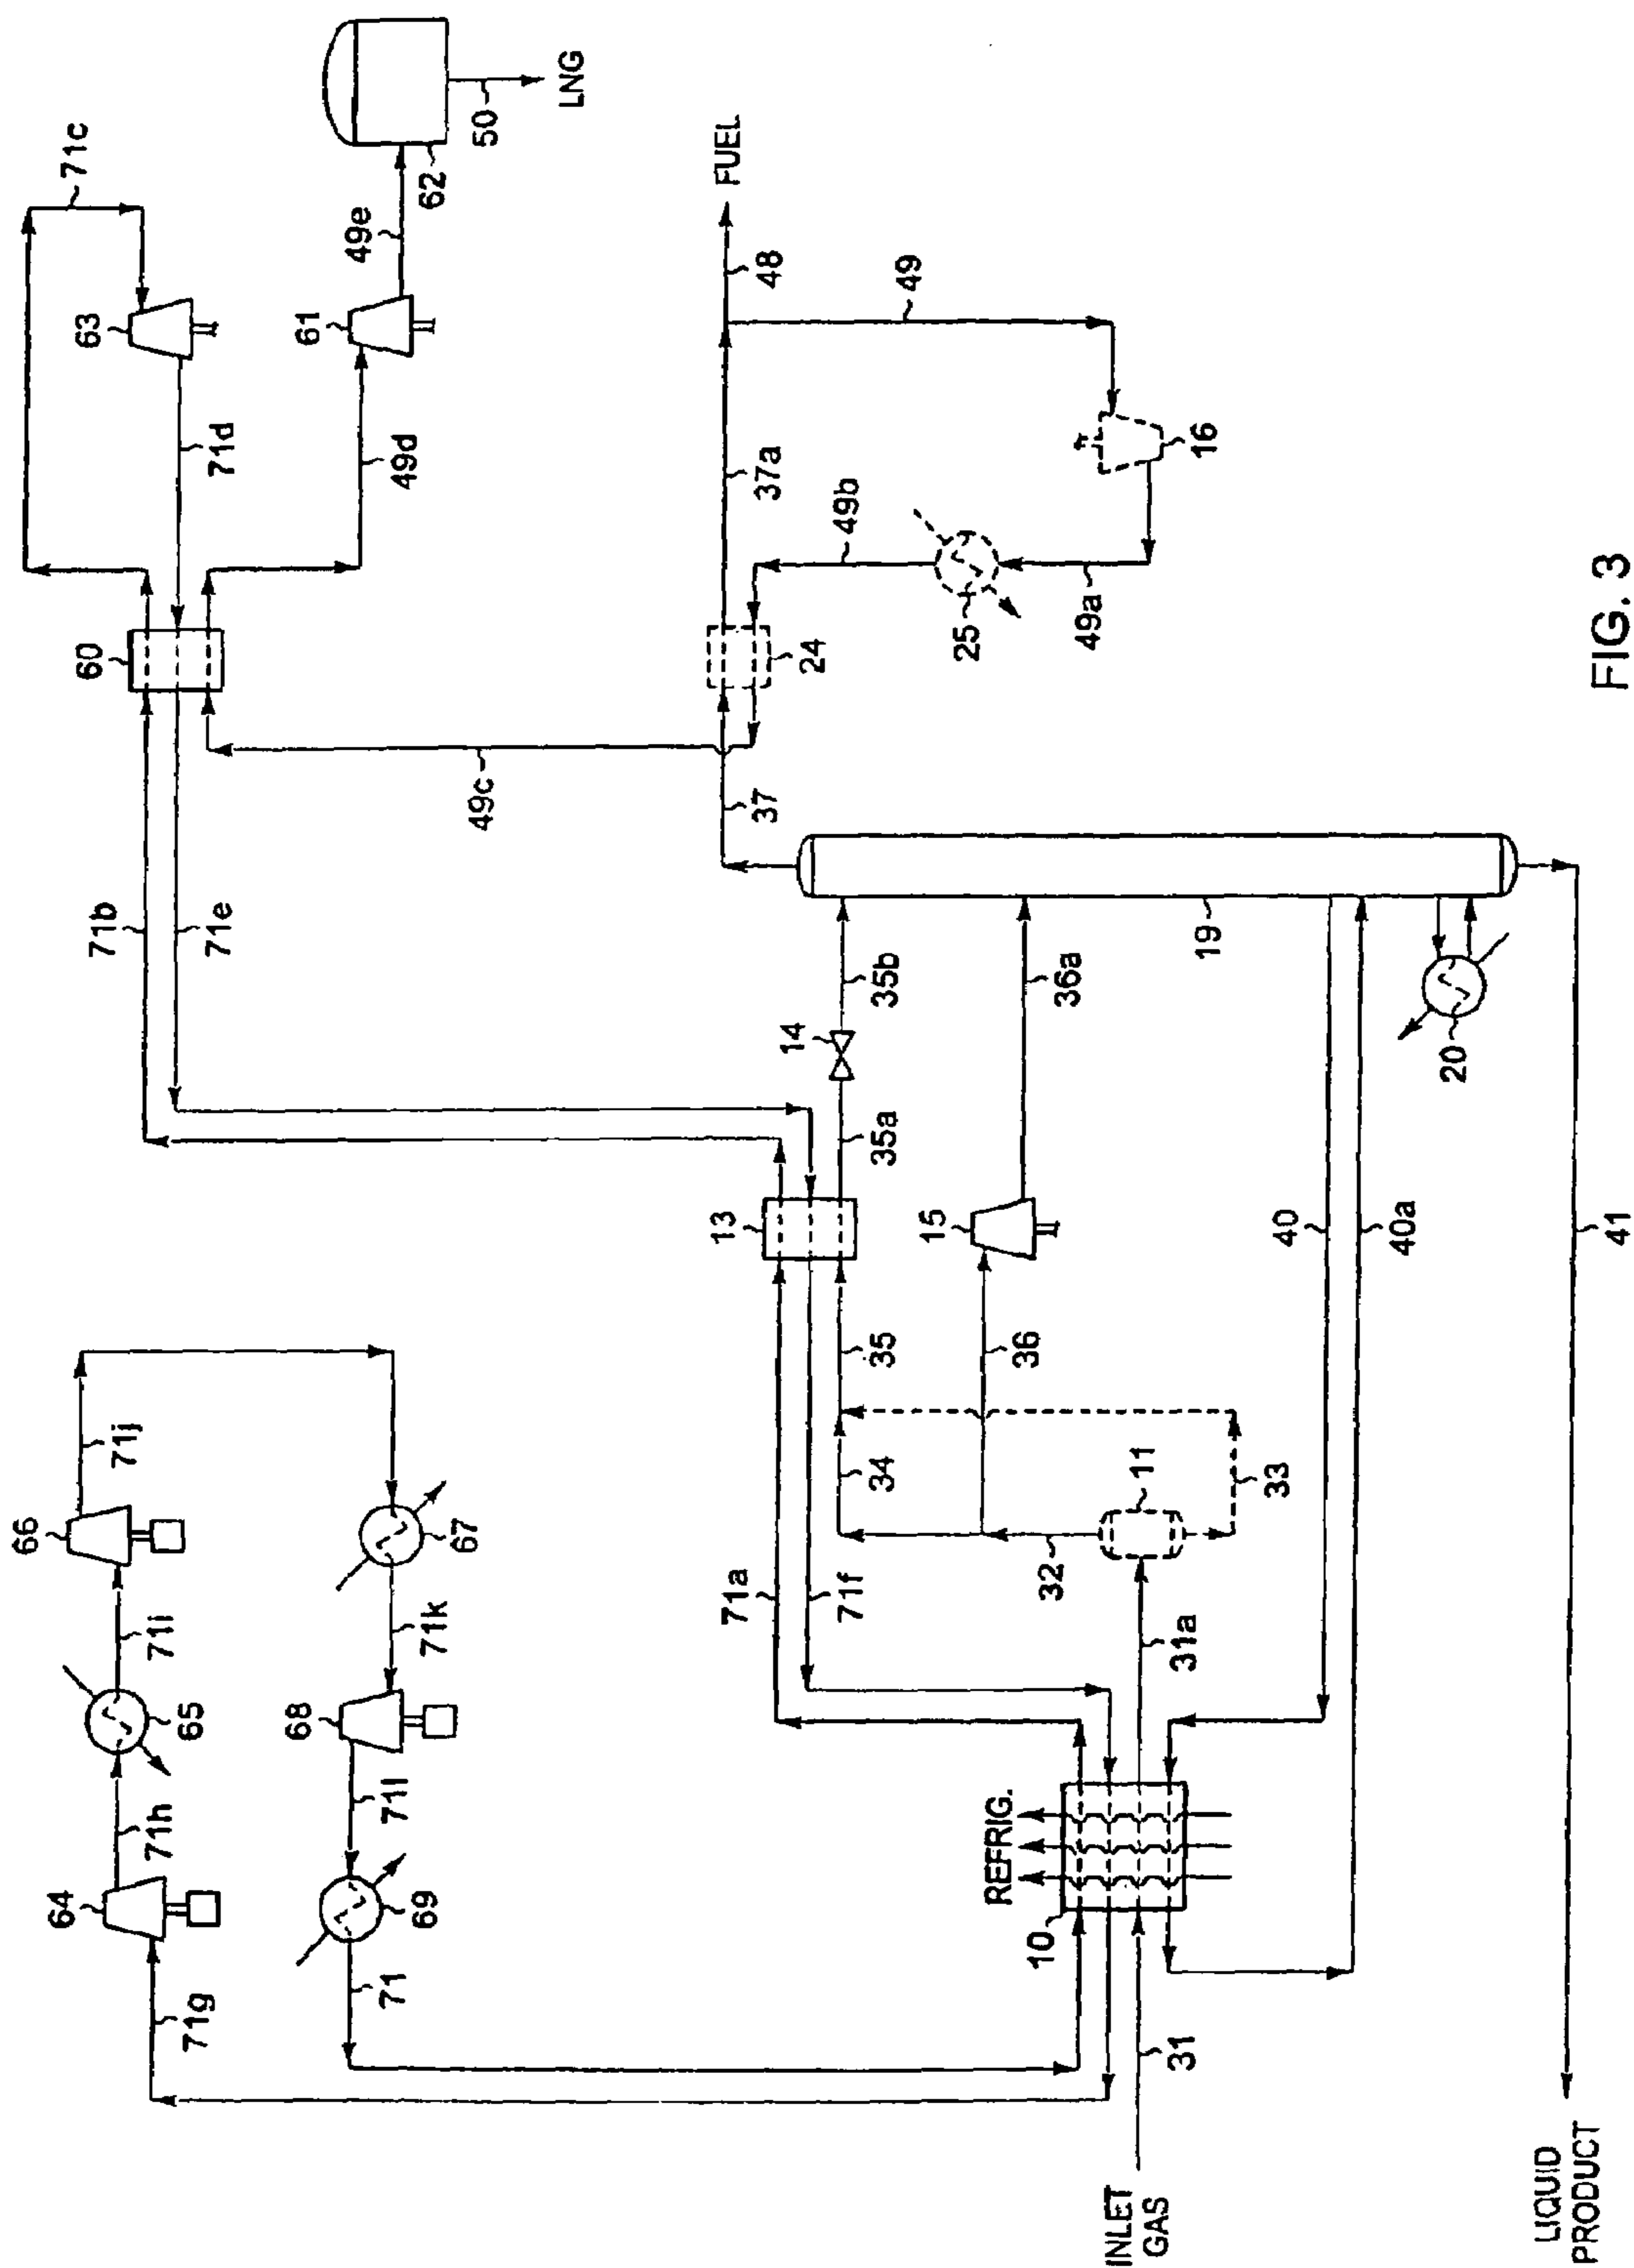 71g
64
71h
65
71i
66
71j
67
71k
68
71l
69
71
INLET
GAS
31
10
REFRIG.
31a
71a
71f
32
11
33
34
35
36
13
15
35a
14
35b
36a
71b
71e
60
71d
71c
63
49d
61
49e
62
50
LNG
49c
37
24
37a
48
FUEL
49
16
49a
25
49b
19
20
40
40a
41
LIQUID
PRODUCT
FIG. 3